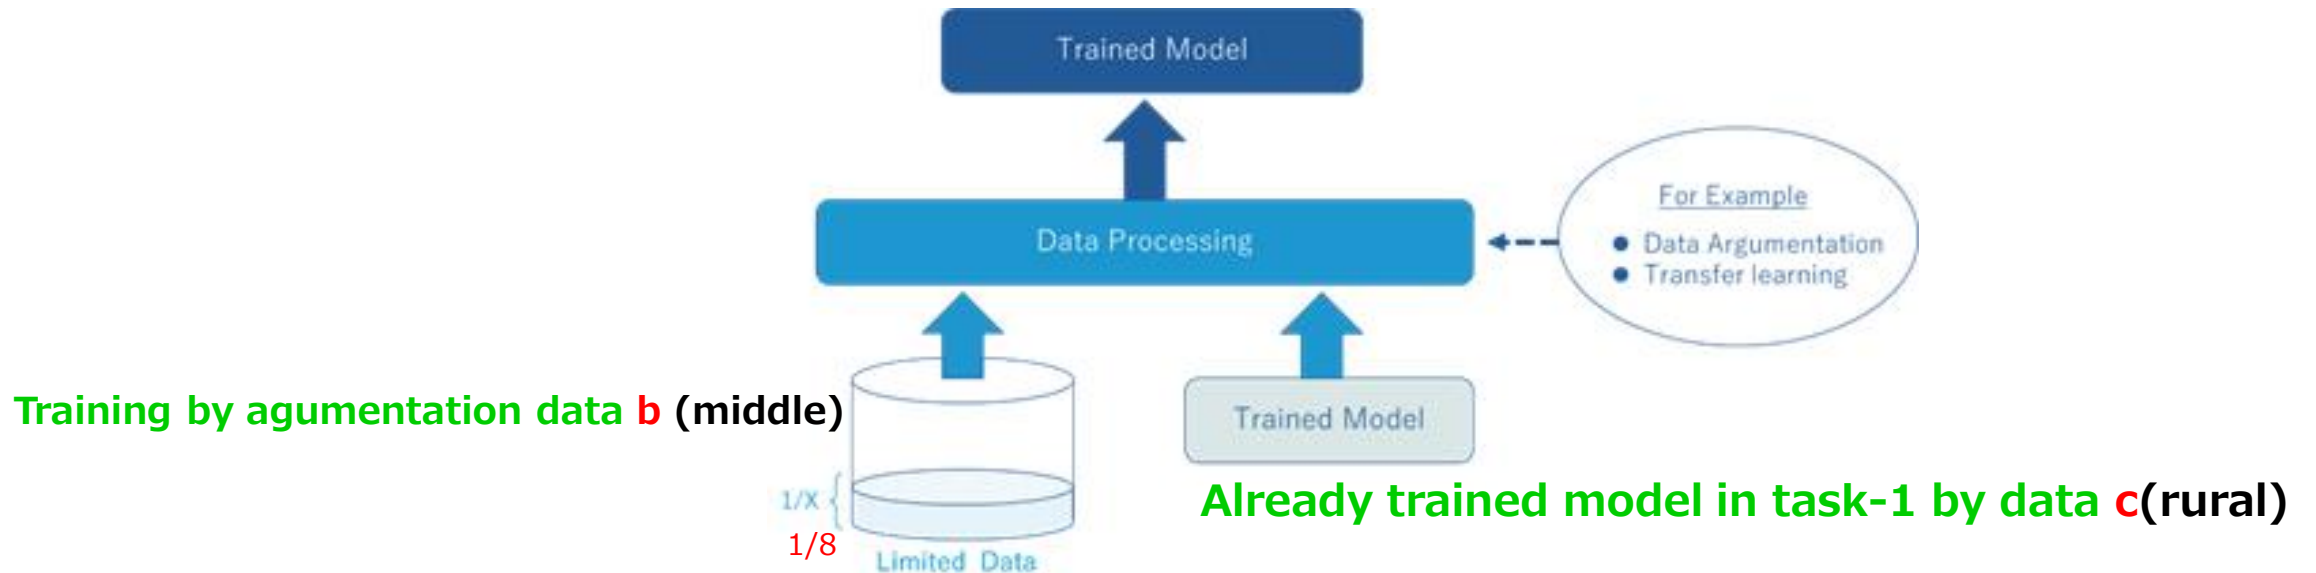 Trained Model
Data Processing
For Example
● Data Argumentation
● Transfer learning
Training by agumentation data b (middle)
Trained Model
1/X
1/8
Limited Data
Already trained model in task-1 by data c(rural)